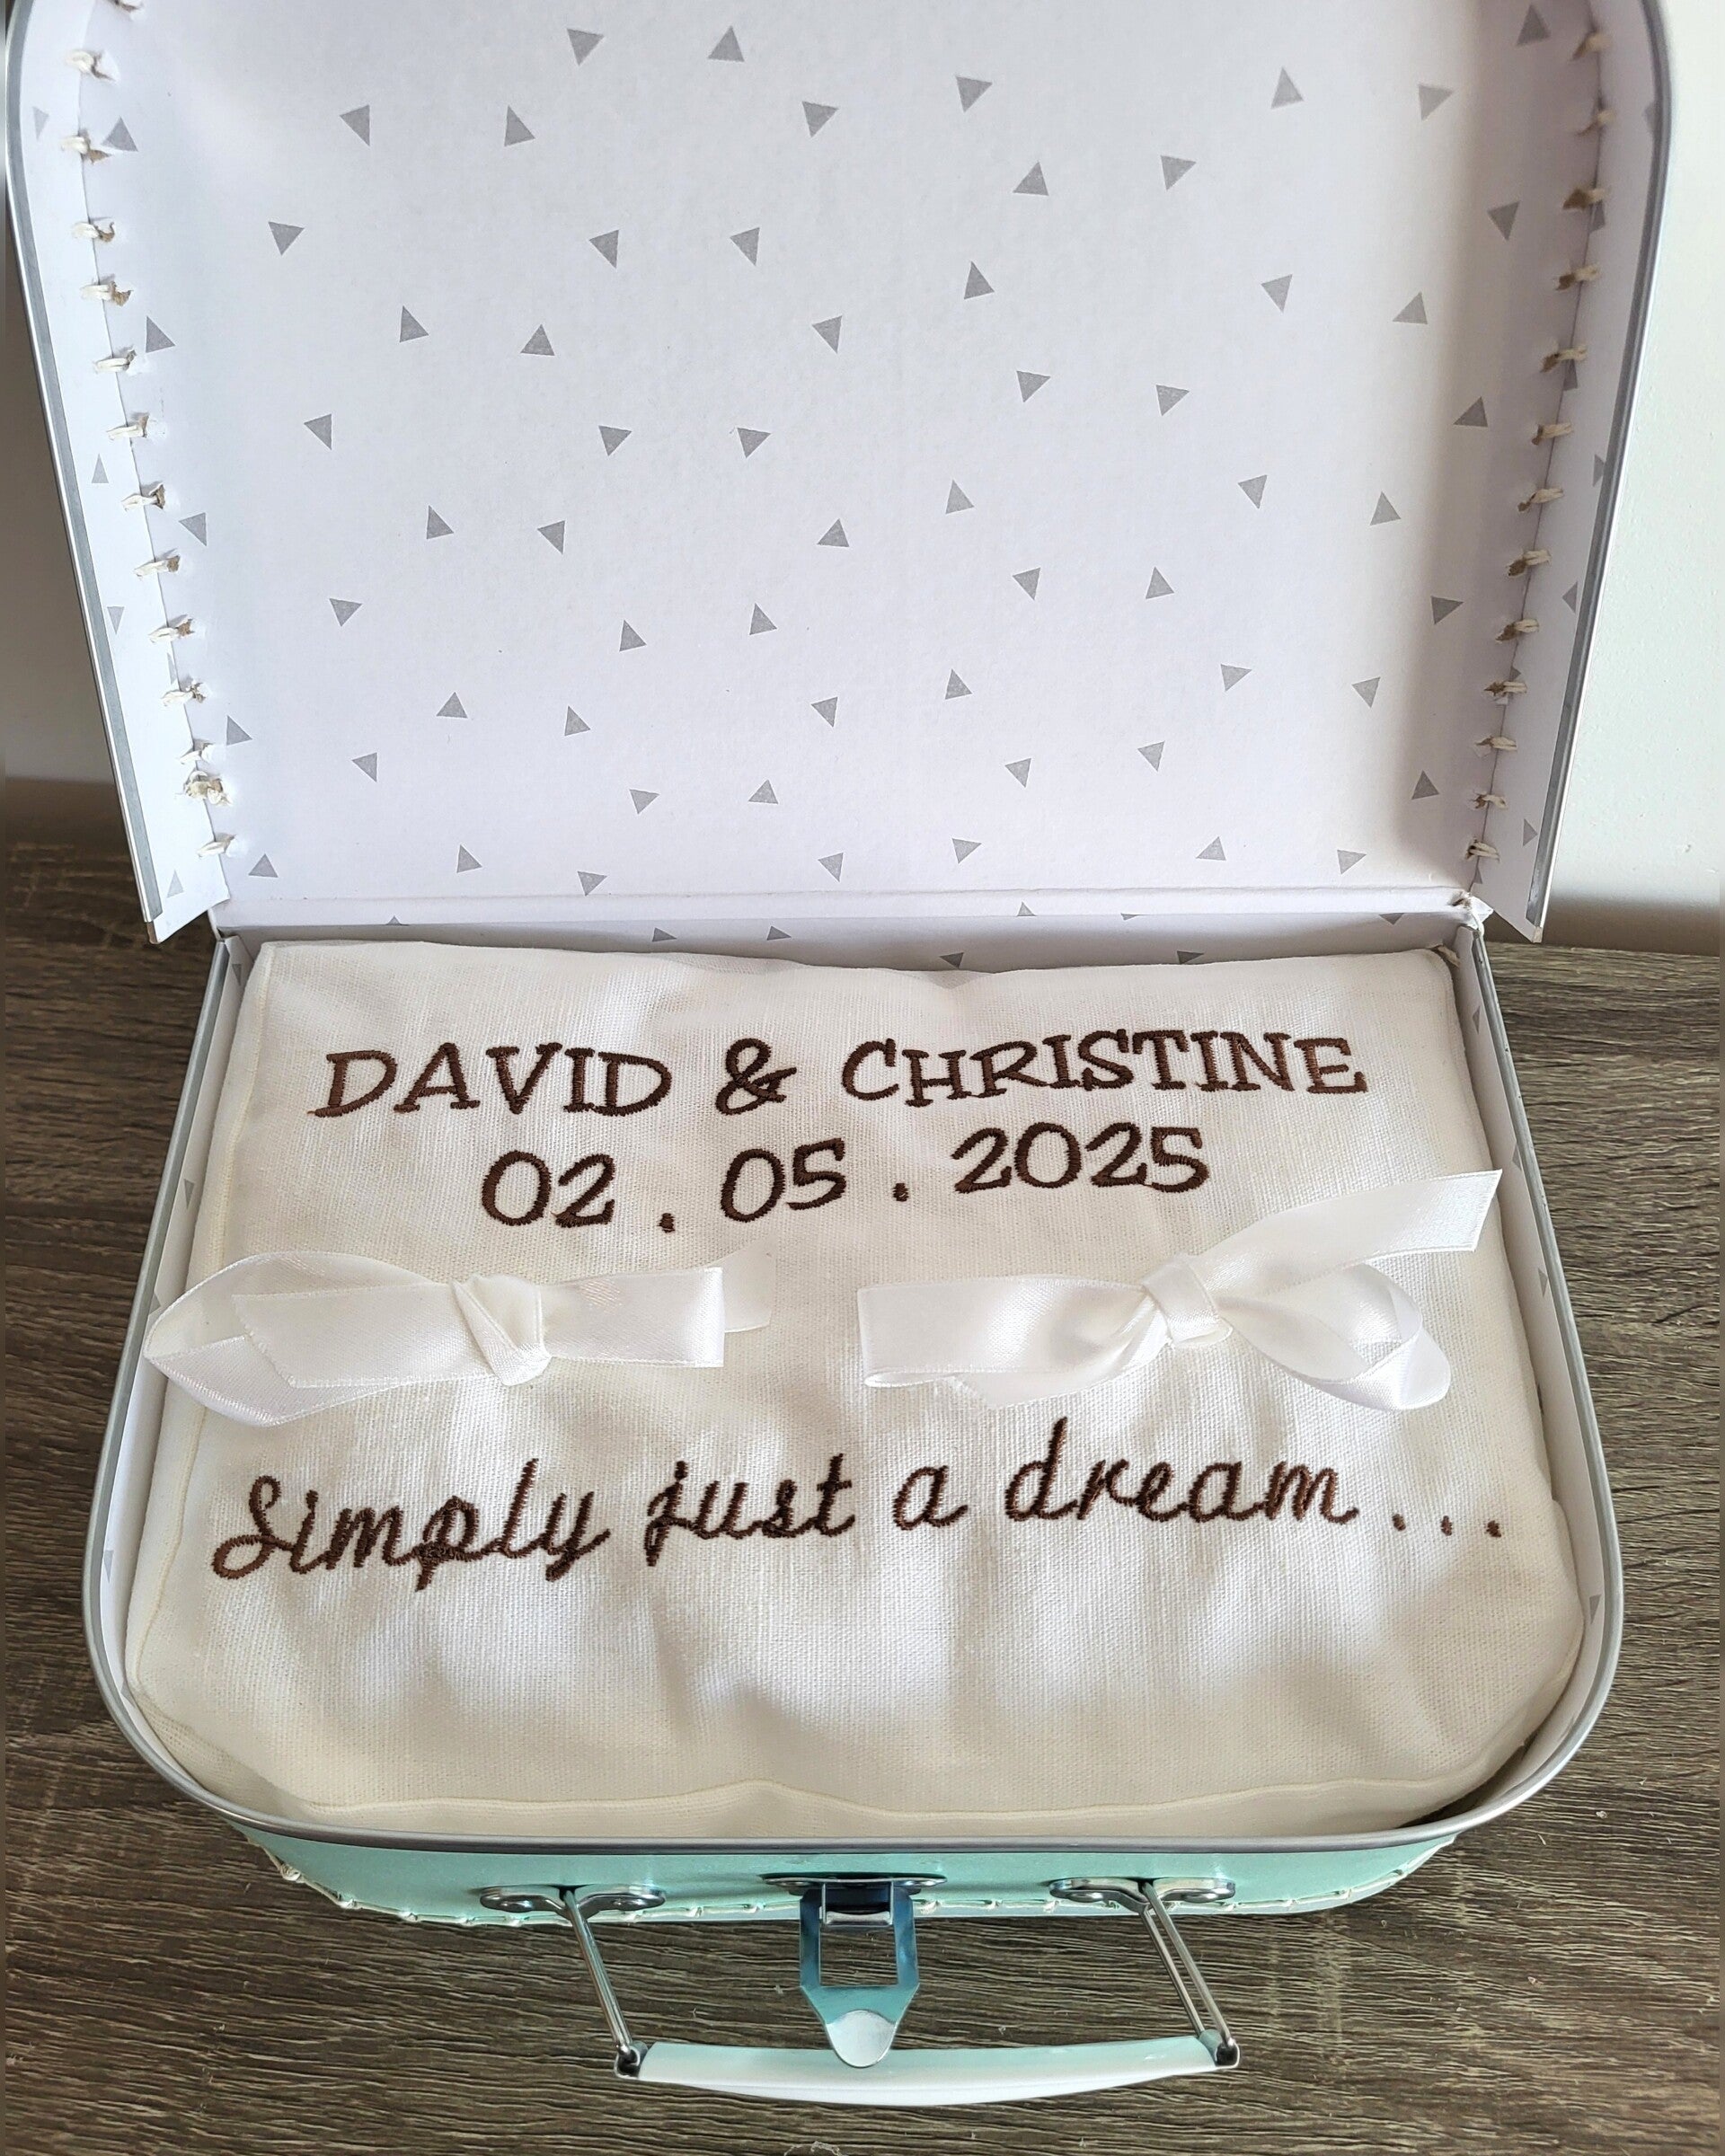 DAVID & CHRISTINE
02 . 05 . 2025
Simply just a dream...